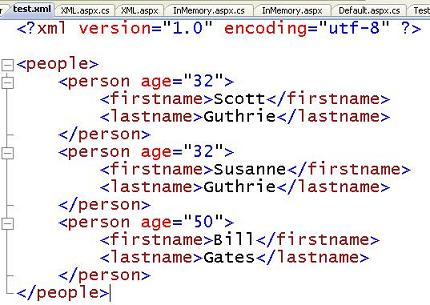 test.xml XML.aspx.cs XML.aspx InMemory.aspx.cs InMemory.aspx Default.aspx.cs Test
<?xml version="1.0" encoding="utf-8" ?>
<people>
<person age="32">
<firstname>Scott</firstname>
<lastname>Guthrie</lastname>
</person>
<person age="32">
<firstname>Susanne</firstname>
<lastname>Guthrie</lastname>
</person>
<person age="50">
<firstname>Bill</firstname>
<lastname>Gates</lastname>
</person>
</people>